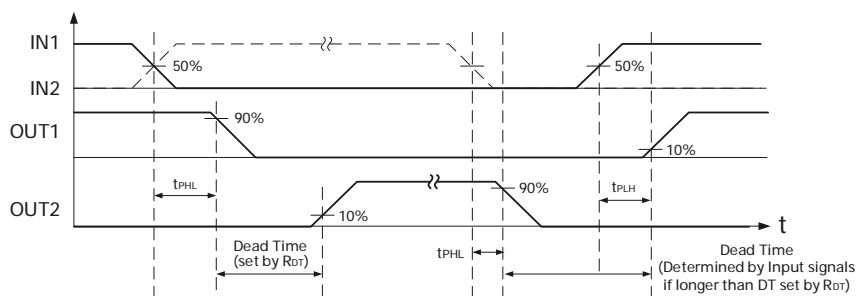 IN1
50%
50%
IN2
90%
OUT1
10%
tPHL
90%
tPLH
OUT2
10%
t
tPHL
Dead Time
(set by RDT)
Dead Time
(Determined by Input signals
if longer than DT set by RDT)